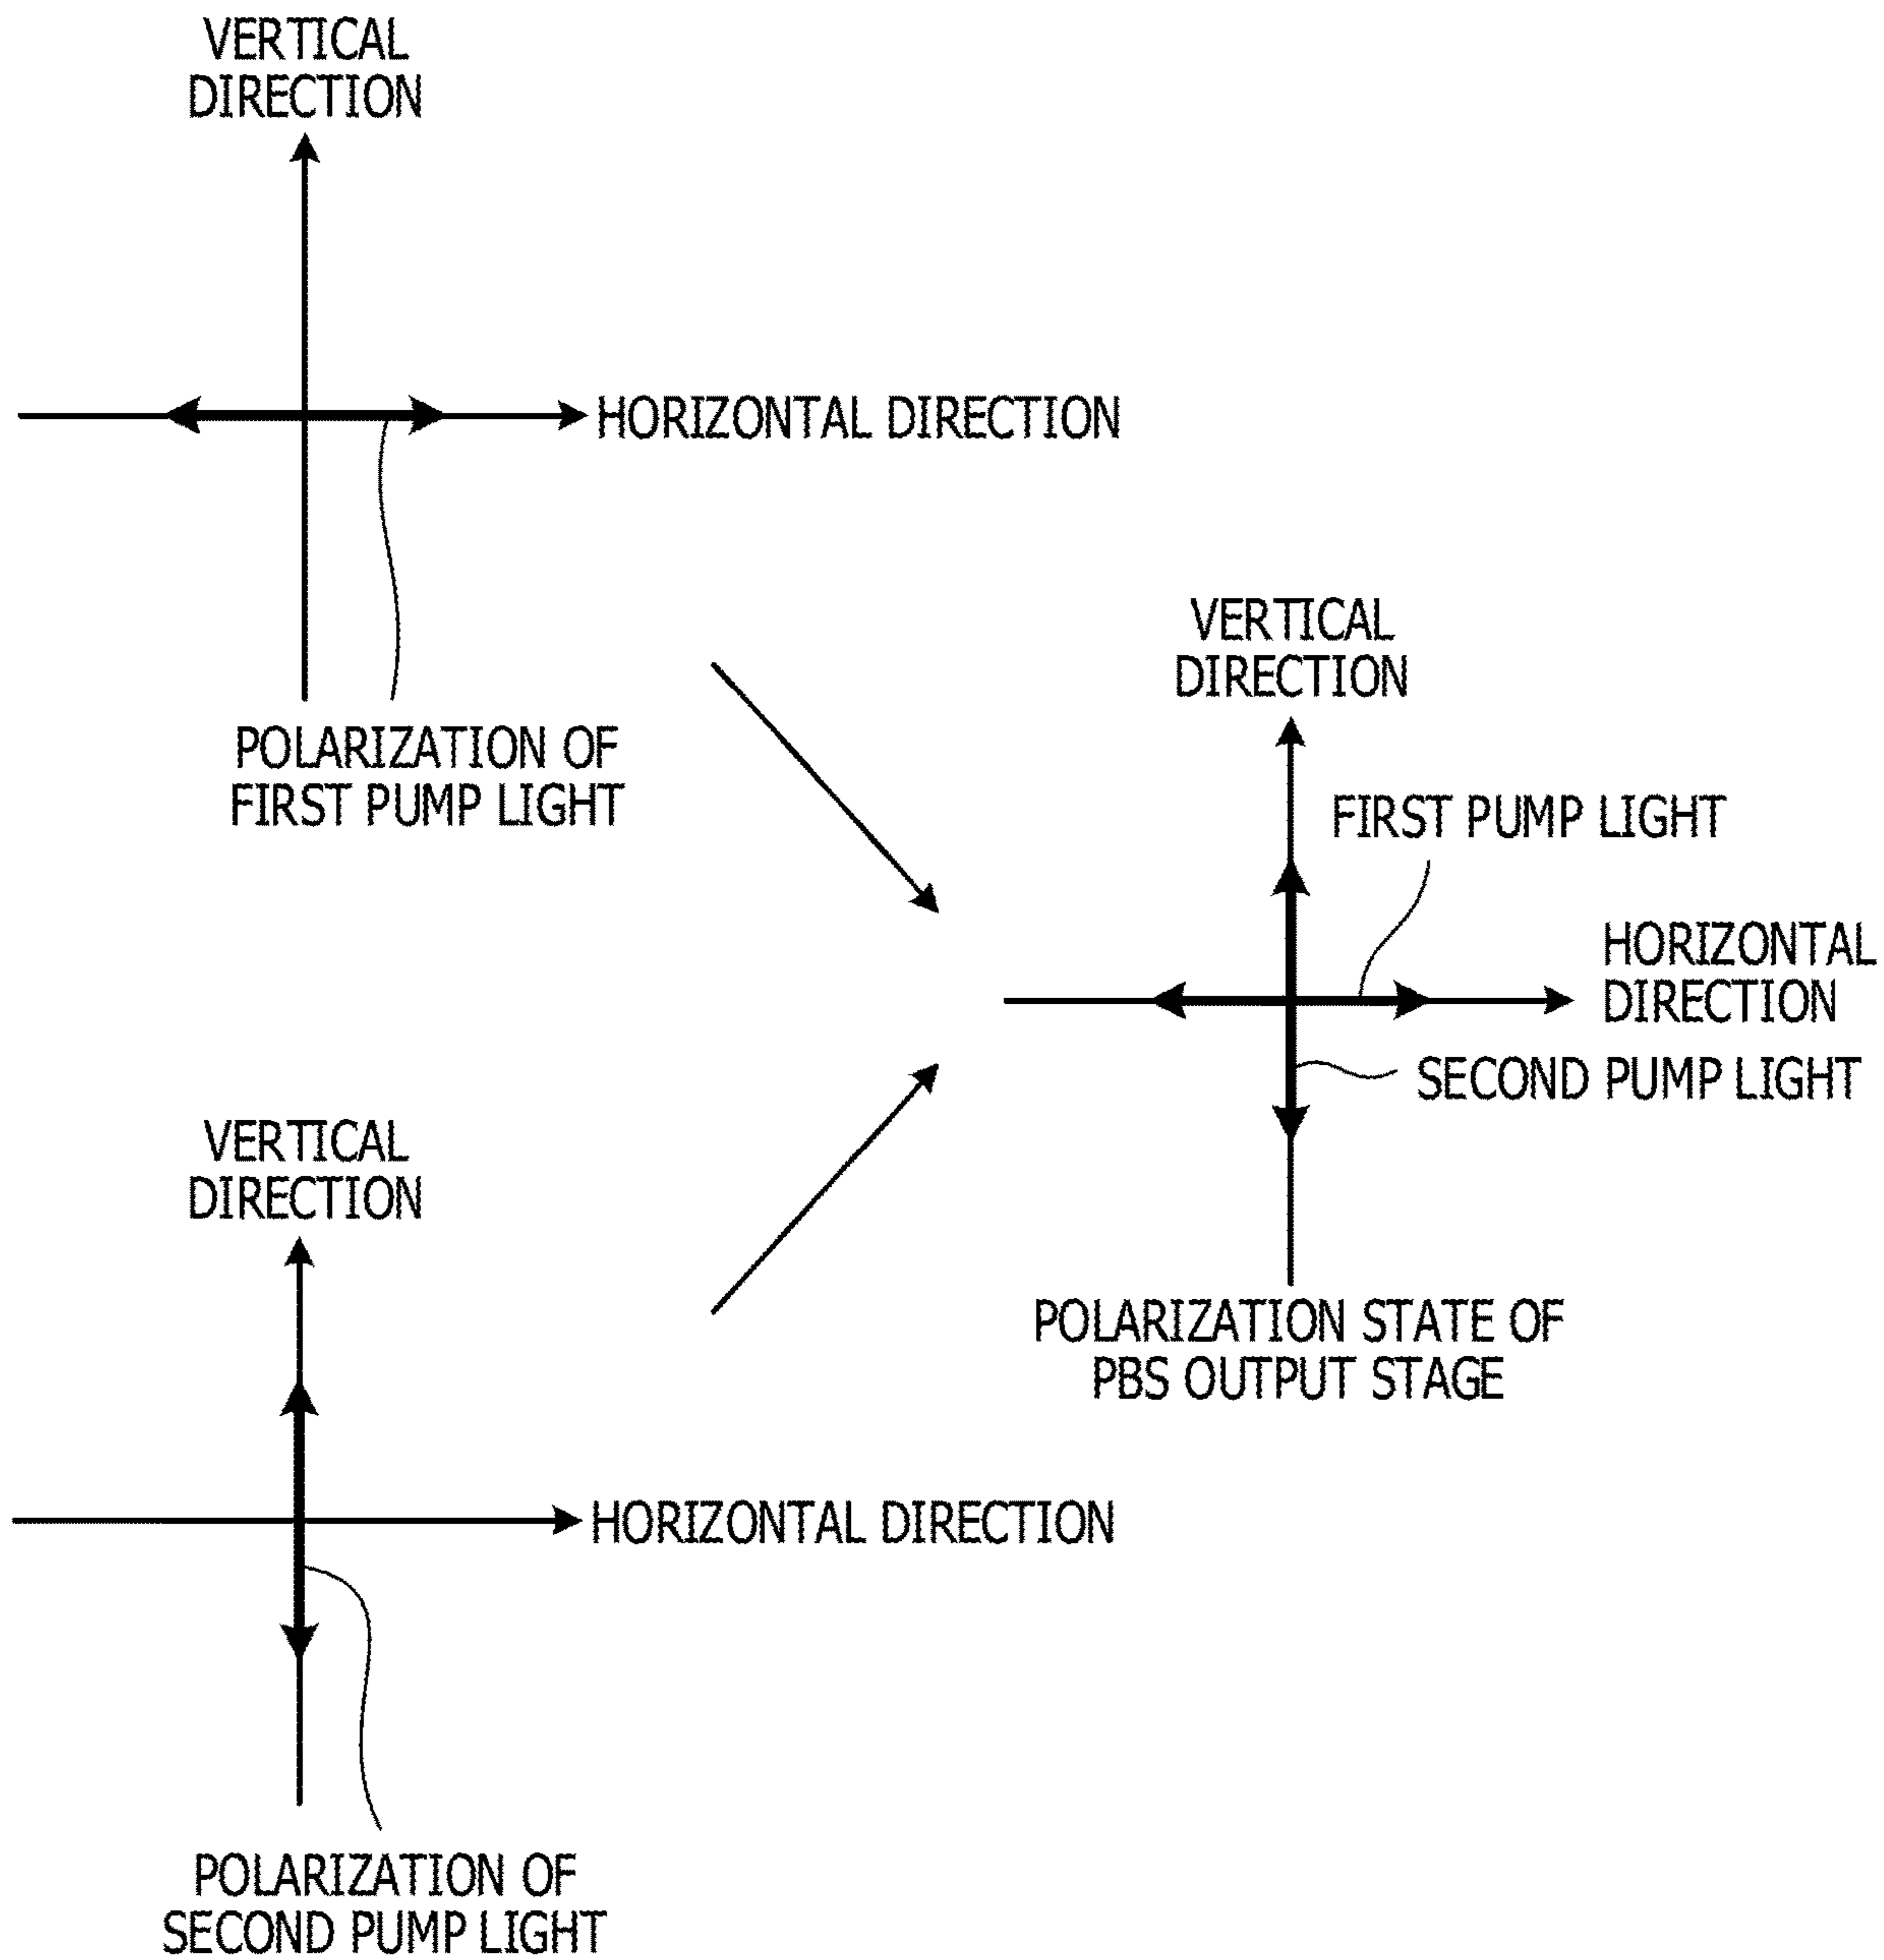 VERTICAL
DIRECTION
HORIZONTAL DIRECTION
POLARIZATION OF
FIRST PUMP LIGHT
VERTICAL
DIRECTION
FIRST PUMP LIGHT
HORIZONTAL
DIRECTION
SECOND PUMP LIGHT
POLARIZATION STATE OF
PBS OUTPUT STAGE
VERTICAL
DIRECTION
HORIZONTAL DIRECTION
POLARIZATION OF
SECOND PUMP LIGHT